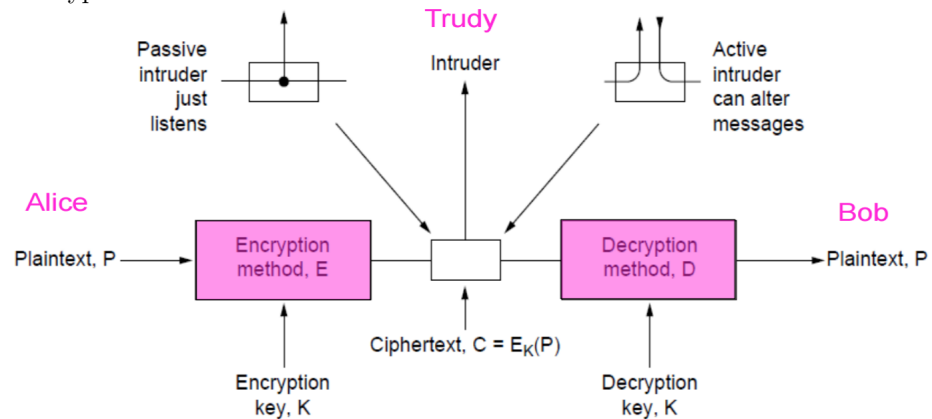 Trudy
Passive
intruder
just
listens
Intruder
Active
intruder
can alter
messages
Alice
Bob
Plaintext, P
Encryption
method, E
Decryption
method, D
Plaintext, P
Ciphertext, C = E_K(P)
Encryption
key, K
Decryption
key, K